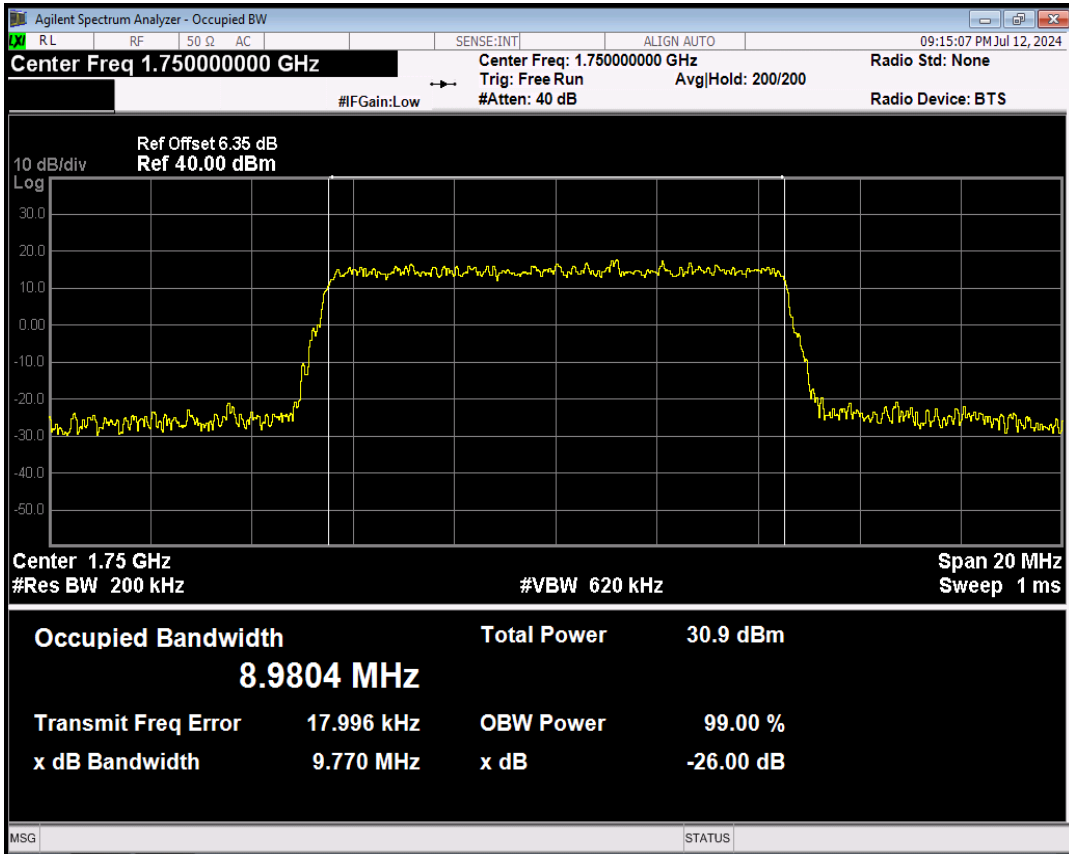 Agilent Spectrum Analyzer - Occupied BW
LXI RL RF 50 Ω AC SENSE:INT ALIGN AUTO 09:15:07 PM Jul 12, 2024
Center Freq 1.750000000 GHz Center Freq: 1.750000000 GHz Radio Std: None
Trig: Free Run Avg|Hold: 200/200
#IFGain:Low #Atten: 40 dB Radio Device: BTS
Ref Offset 6.35 dB
10 dB/div Ref 40.00 dBm
Log
30.0
20.0
10.0
0.00
-10.0
-20.0
-30.0
-40.0
-50.0
Center 1.75 GHz Span 20 MHz
#Res BW 200 kHz #VBW 620 kHz Sweep 1 ms
Occupied Bandwidth Total Power 30.9 dBm
8.9804 MHz
Transmit Freq Error 17.996 kHz OBW Power 99.00 %
x dB Bandwidth 9.770 MHz x dB -26.00 dB
MSG STATUS